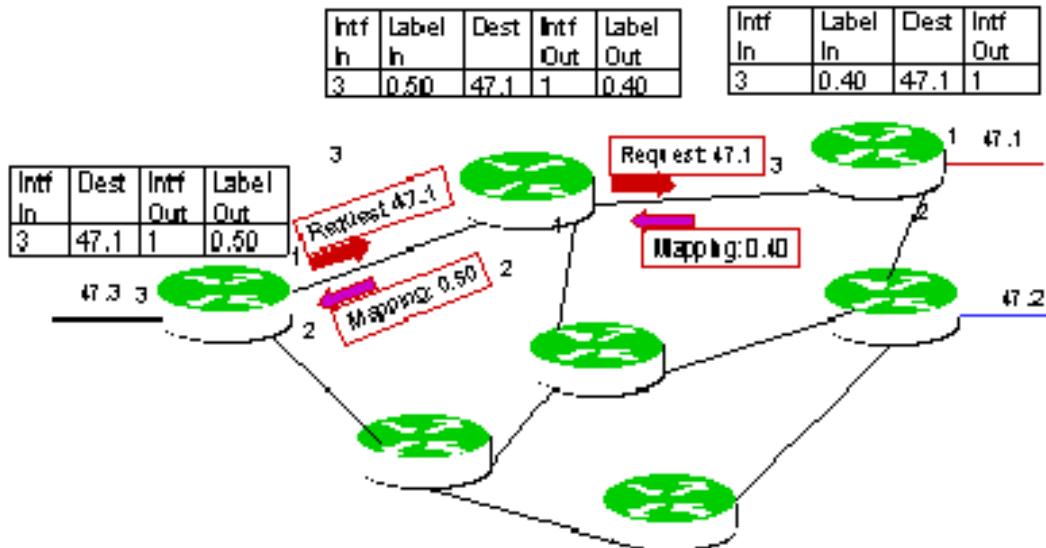 Intf In Label In Dest Intf Out Label Out
3 0.50 47.1 1 0.40
Intf In Label In Dest Intf Out
3 0.40 47.1 1
Intf In Dest Intf Out Label Out
3 47.1 1 0.50
3
Request: 47.1
3
1 47.1
2
Request: 47.1
1
1
Mapping: 0.40
2
Mapping: 0.50
47.3 3
2
47.2